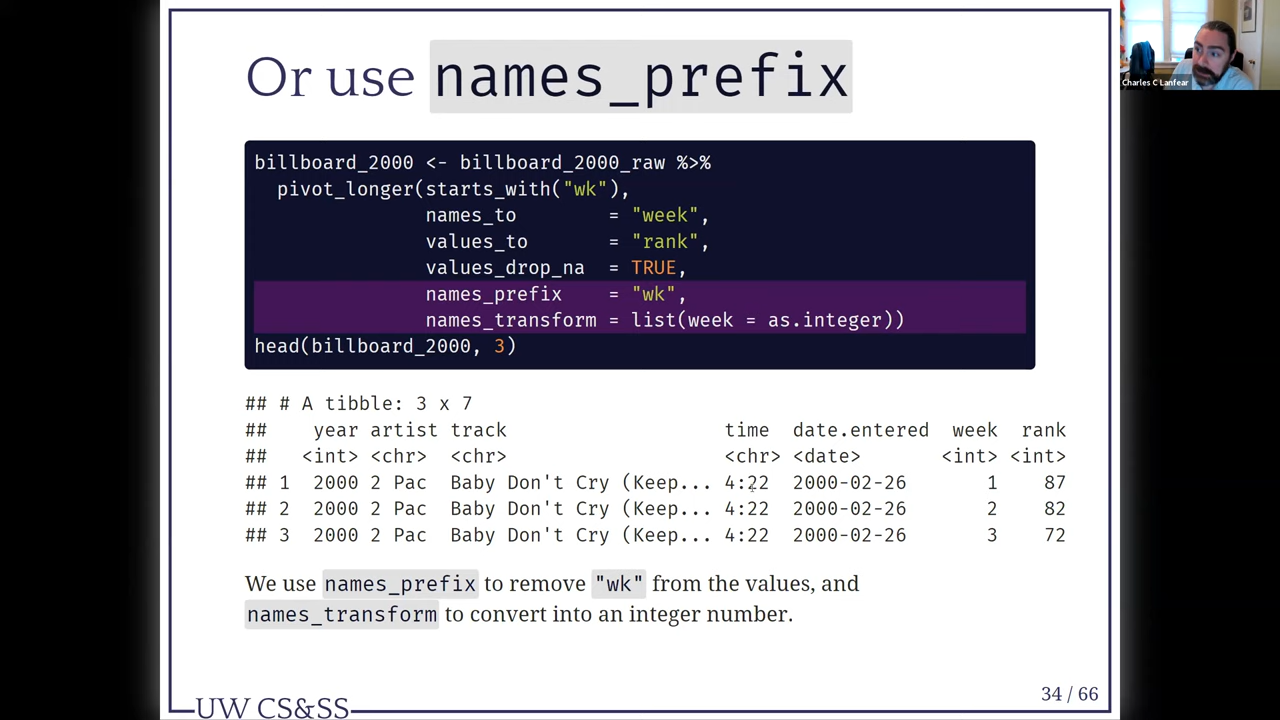 Or use names_prefix
Charles C Lanfear
billboard_2000 <- billboard_2000_raw %>%
  pivot_longer(starts_with("wk"),
               names_to        = "week",
               values_to       = "rank",
               values_drop_na  = TRUE,
               names_prefix    = "wk",
               names_transform = list(week = as.integer))
head(billboard_2000, 3)
## # A tibble: 3 x 7
##    year artist track                   time  date.entered  week  rank
##   <int> <chr>  <chr>                   <chr> <date>       <int> <int>
## 1  2000 2 Pac  Baby Don't Cry (Keep... 4:22  2000-02-26       1    87
## 2  2000 2 Pac  Baby Don't Cry (Keep... 4:22  2000-02-26       2    82
## 3  2000 2 Pac  Baby Don't Cry (Keep... 4:22  2000-02-26       3    72
We use names_prefix to remove "wk" from the values, and
names_transform to convert into an integer number.
34 / 66
UW CS&SS